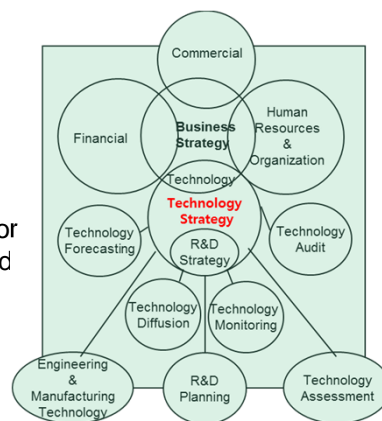 Commercial
Financial
Business
Strategy
Human
Resources
&
Organization
Technology
Technology
Strategy
or
d
Technology
Forecasting
R&D
Strategy
Technology
Audit
Technology
Diffusion
Technology
Monitoring
Engineering
&
Manufacturing
Technology
R&D
Planning
Technology
Assessment